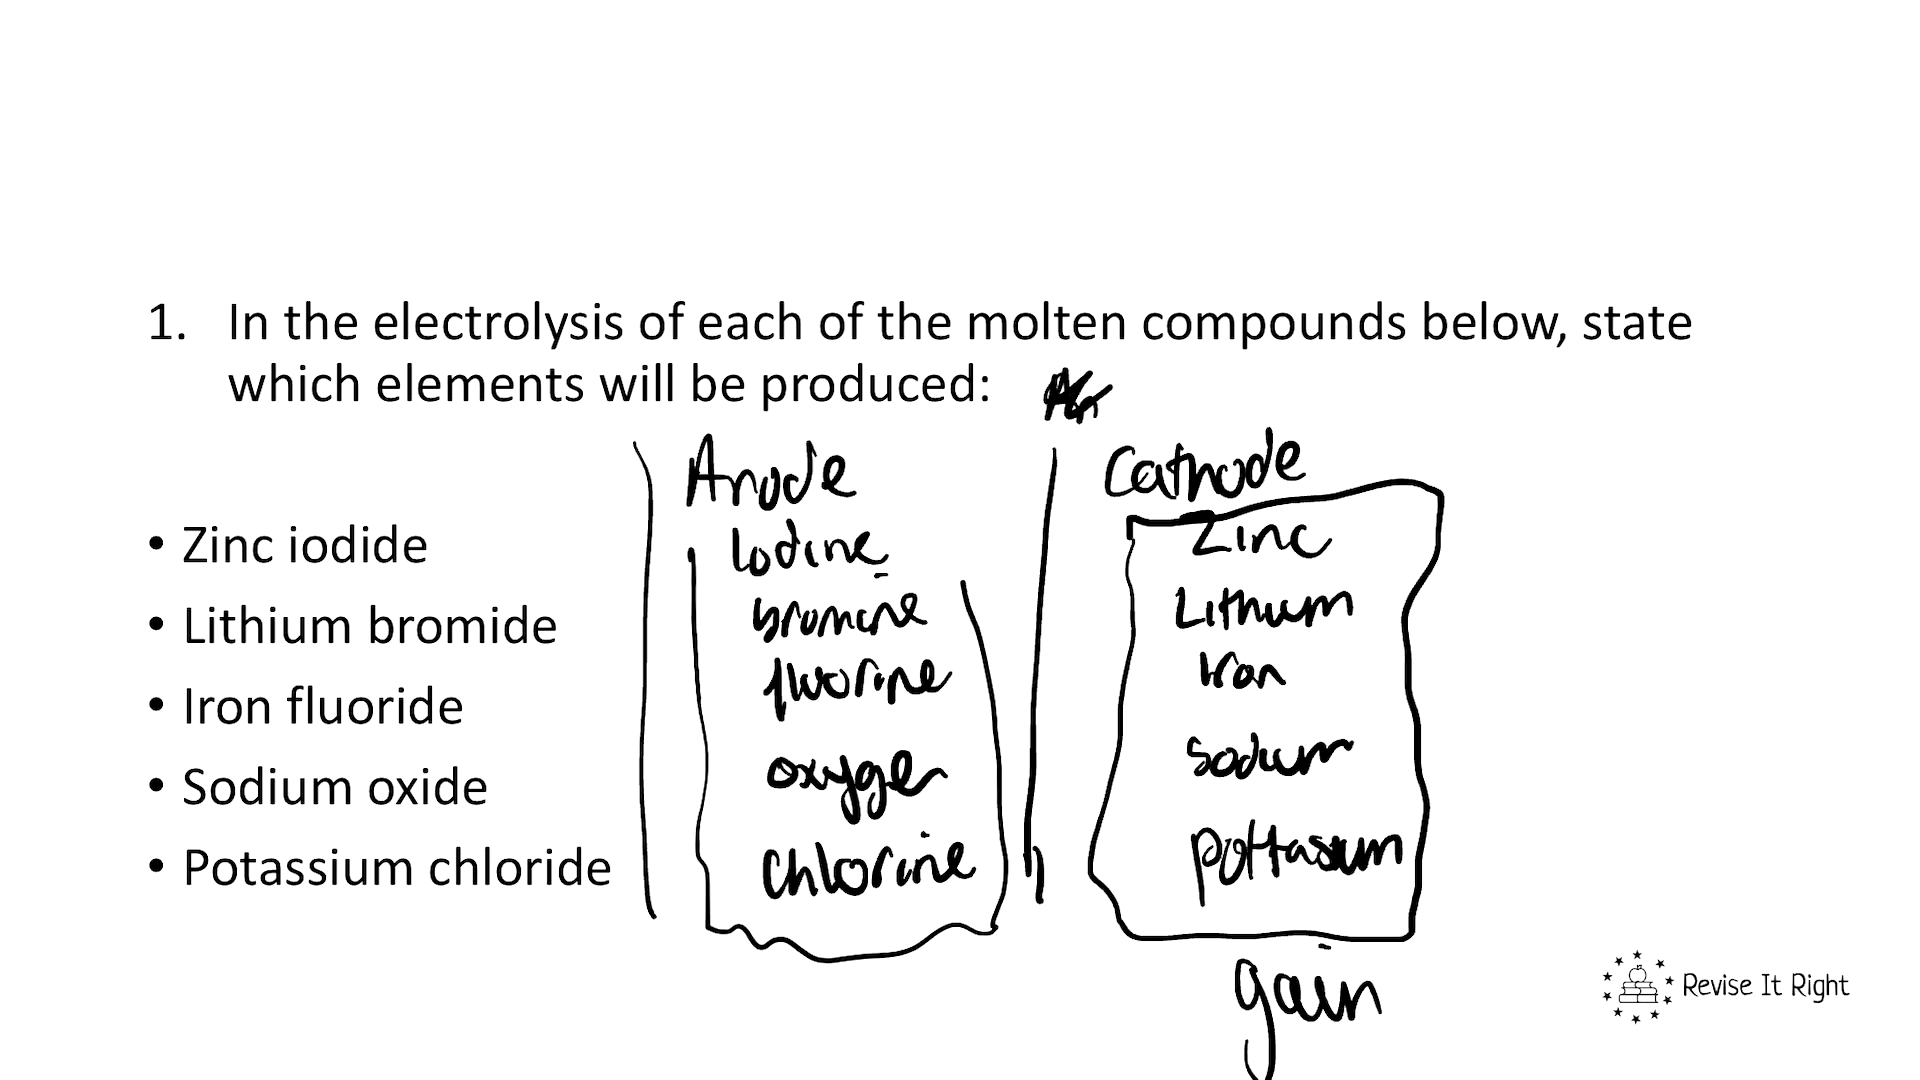 1. In the electrolysis of each of the molten compounds below, state
which elements will be produced:
Anode Cathode
• Zinc iodide Iodine Zinc
• Lithium bromide bromine Lithium
• Iron fluoride fluorine Iron
• Sodium oxide oxygen Sodium
• Potassium chloride Chlorine Pottasium
gain
Revise It Right